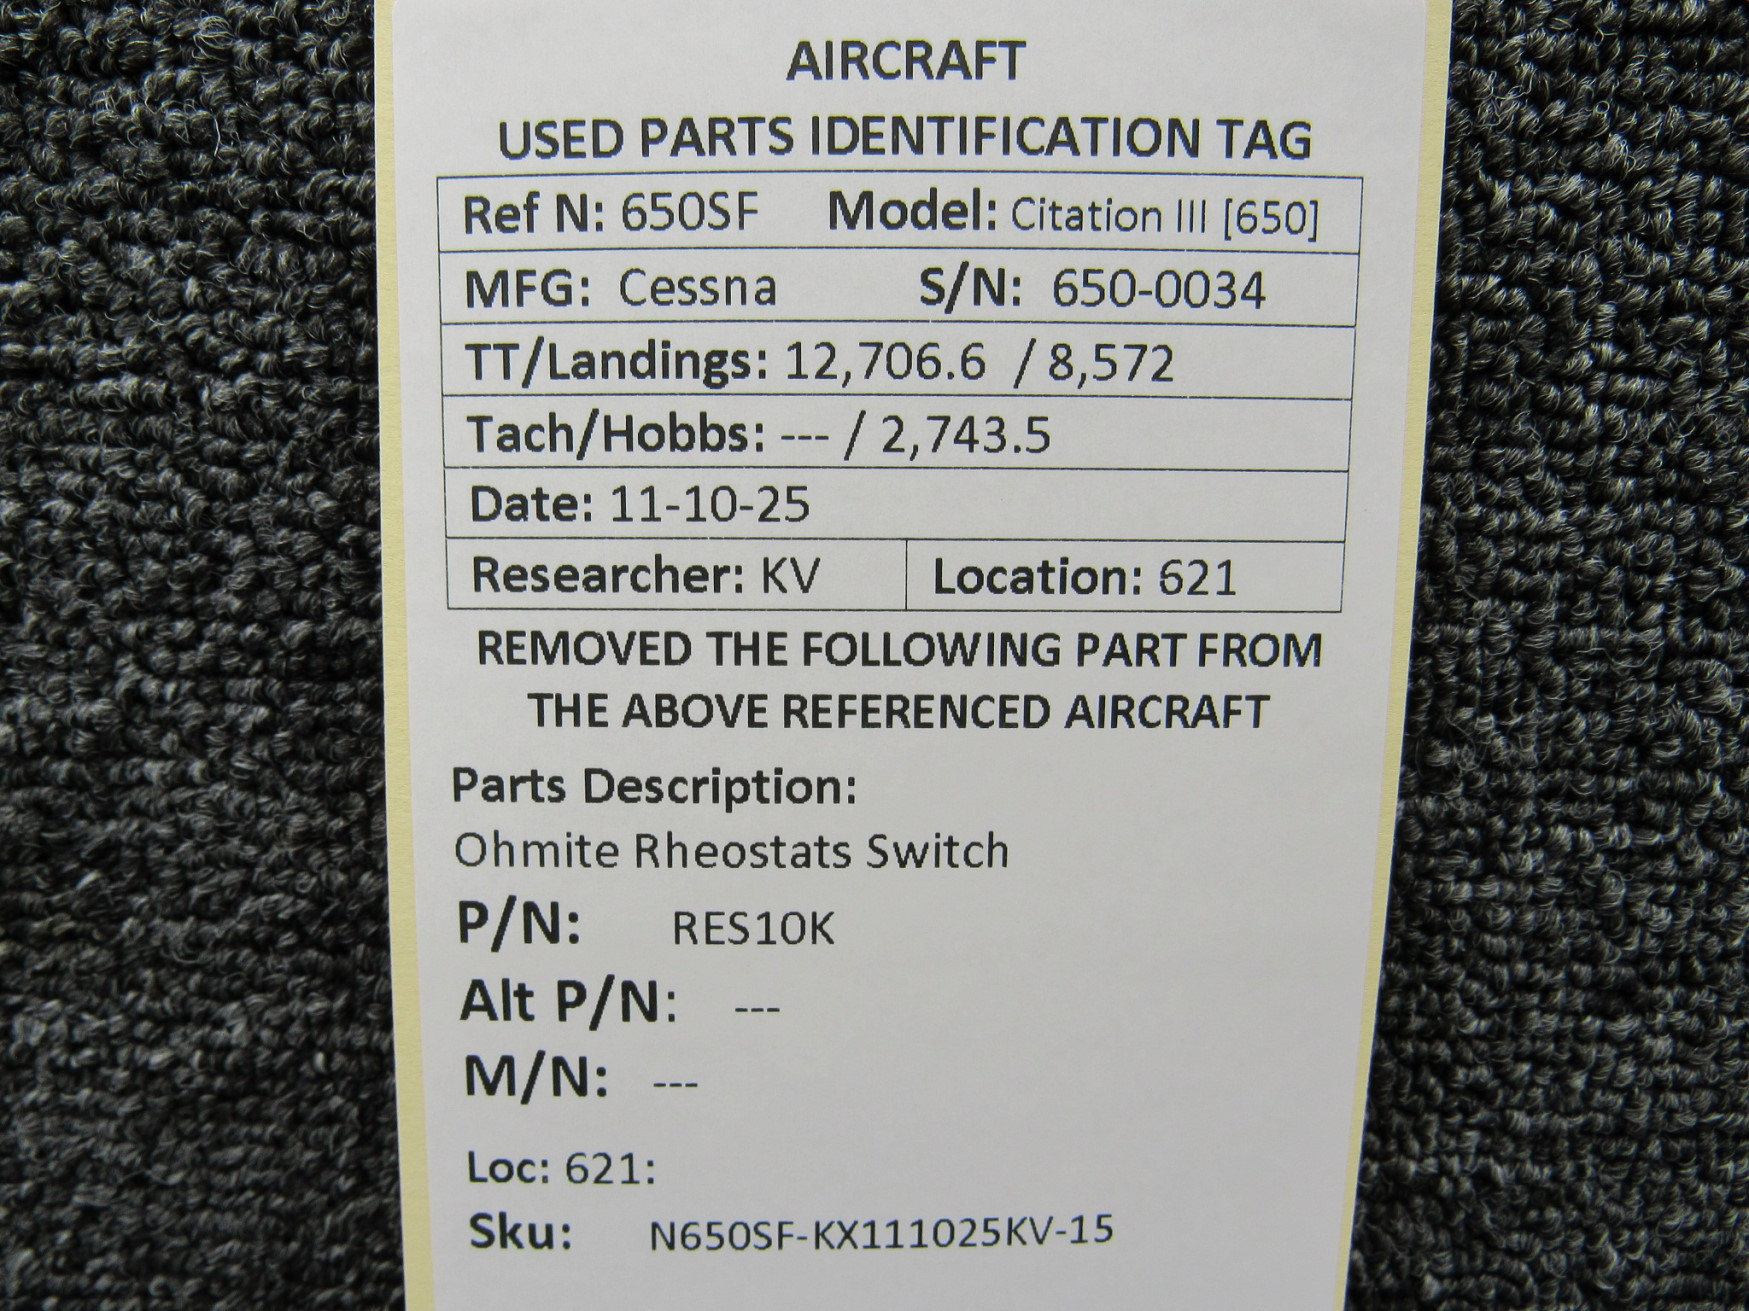 AIRCRAFT
USED PARTS IDENTIFICATION TAG
Ref N: 650SF Model: Citation III [650]
MFG: Cessna S/N: 650-0034
TT/Landings: 12,706.6 / 8,572
Tach/Hobbs: --- / 2,743.5
Date: 11-10-25
Researcher: KV Location: 621
REMOVED THE FOLLOWING PART FROM
THE ABOVE REFERENCED AIRCRAFT
Parts Description:
Ohmite Rheostats Switch
P/N: RES10K
Alt P/N: ---
M/N: ---
Loc: 621:
Sku: N650SF-KX111025KV-15